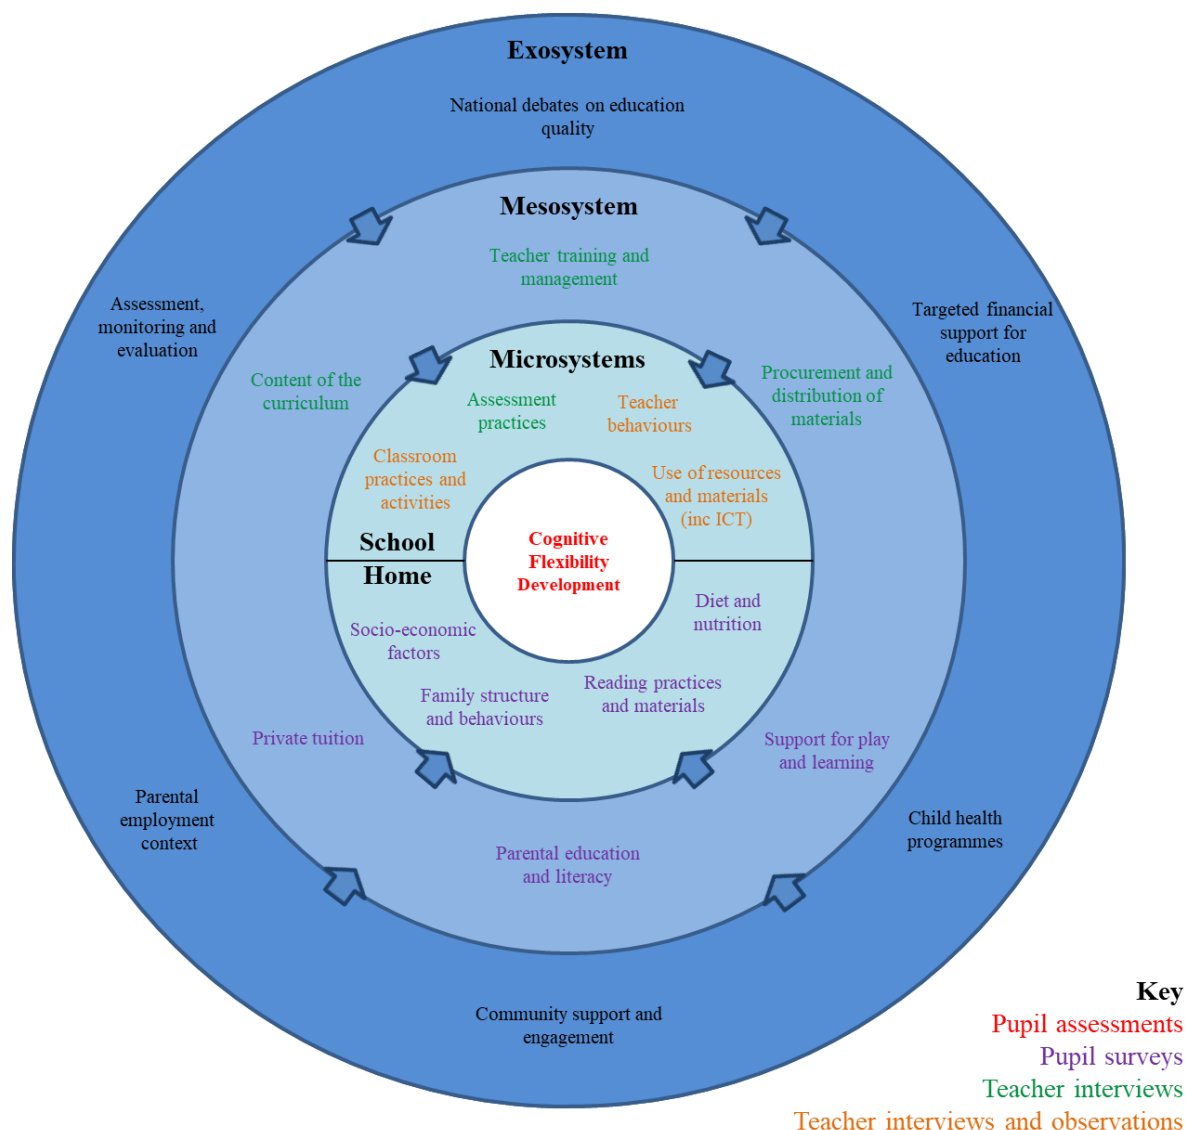 Exosystem
National debates on education
quality
Mesosystem
Teacher training and
management
Assessment,
monitoring and
evaluation
Targeted financial
support for
education
Content of the
curriculum
Procurement and
distribution of
materials
Microsystems
Assessment
practices
Teacher
behaviours
Classroom
practices and
activities
Use of resources
and materials
(inc ICT)
School
Home
Cognitive
Flexibility
Development
Socio-economic
factors
Diet and
nutrition
Family structure
and behaviours
Reading practices
and materials
Private tuition
Support for play
and learning
Parental
employment
context
Child health
programmes
Parental education
and literacy
Community support and
engagement
Key
Pupil assessments
Pupil surveys
Teacher interviews
Teacher interviews and observations